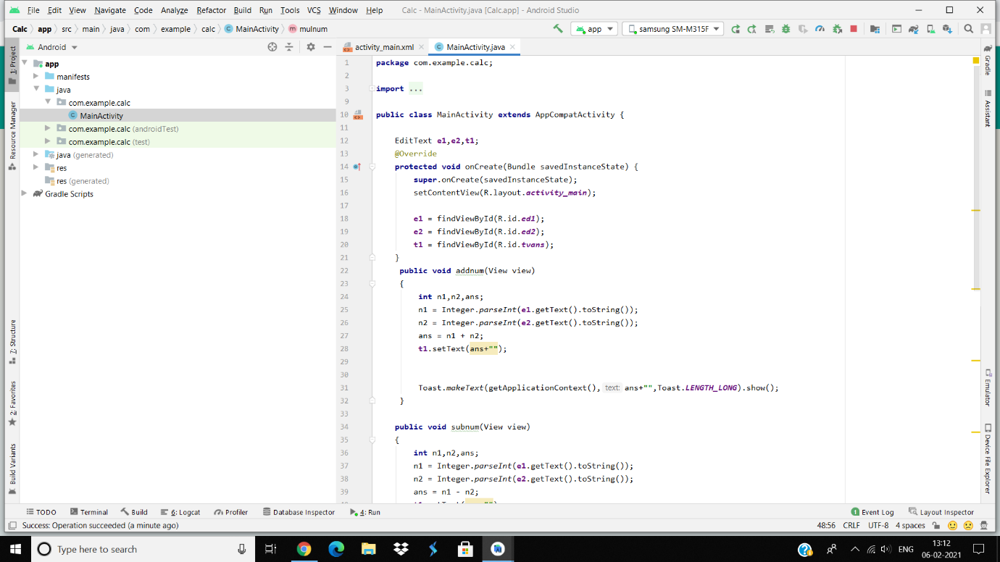 File Edit View Navigate Code Analyze Refactor Build Run Tools VCS Window Help Calc - MainActivity.java [Calc.app] - Android Studio
Calc app src main java com example calc C MainActivity m mulnum app samsung SM-M315F
1: Project
Resource Manager
7: Structure
2: Favorites
Build Variants
Android
app
manifests
java
com.example.calc
C MainActivity
com.example.calc (androidTest)
com.example.calc (test)
java (generated)
res
res (generated)
Gradle Scripts
activity_main.xml C MainActivity.java
1 package com.example.calc;
2
3 import ...
9
10 public class MainActivity extends AppCompatActivity {
11
12 EditText e1,e2,t1;
13 @Override
14 protected void onCreate(Bundle savedInstanceState) {
15 super.onCreate(savedInstanceState);
16 setContentView(R.layout.activity_main);
17
18 e1 = findViewById(R.id.ed1);
19 e2 = findViewById(R.id.ed2);
20 t1 = findViewById(R.id.tvans);
21 }
22 public void addnum(View view)
23 {
24 int n1,n2,ans;
25 n1 = Integer.parseInt(e1.getText().toString());
26 n2 = Integer.parseInt(e2.getText().toString());
27 ans = n1 + n2;
28 t1.setText(ans+"");
29
30
31 Toast.makeText(getApplicationContext(), text: ans+"",Toast.LENGTH_LONG).show();
32 }
33
34 public void subnum(View view)
35 {
36 int n1,n2,ans;
37 n1 = Integer.parseInt(e1.getText().toString());
38 n2 = Integer.parseInt(e2.getText().toString());
39 ans = n1 - n2;
Gradle
Assistant
Emulator
Device File Explorer
TODO Terminal Build 6: Logcat Profiler Database Inspector 4: Run 1 Event Log Layout Inspector
Success: Operation succeeded (a minute ago) 48:56 CRLF UTF-8 4 spaces
Type here to search ENG 13:12
06-02-2021